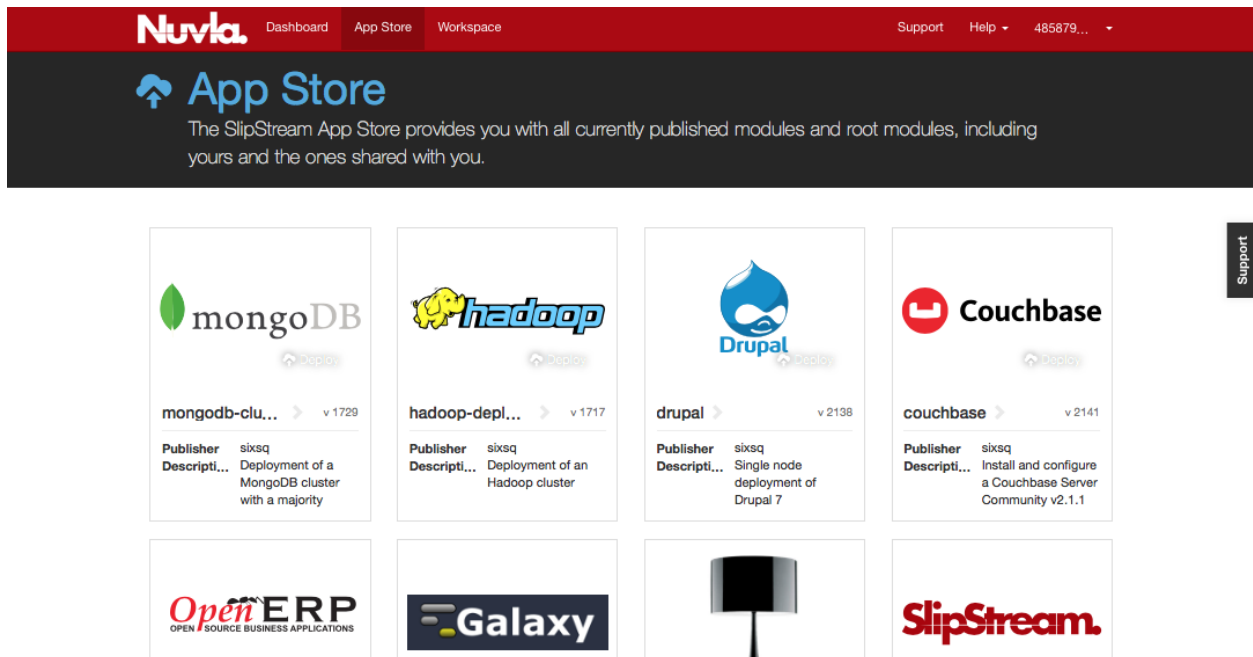 Nuvla. Dashboard App Store Workspace Support Help 485879...
App Store
The SlipStream App Store provides you with all currently published modules and root modules, including
yours and the ones shared with you.
Support
mongoDB
Deploy
mongodb-clu... v 1729
Publisher sixsq
Descripti... Deployment of a
MongoDB cluster
with a majority
hadoop
Deploy
hadoop-depl... v 1717
Publisher sixsq
Descripti... Deployment of an
Hadoop cluster
Drupal
Deploy
drupal v 2138
Publisher sixsq
Descripti... Single node
deployment of
Drupal 7
Couchbase
Deploy
couchbase v 2141
Publisher sixsq
Descripti... Install and configure
a Couchbase Server
Community v2.1.1
Open ERP
OPEN SOURCE BUSINESS APPLICATIONS
Galaxy
SlipStream.